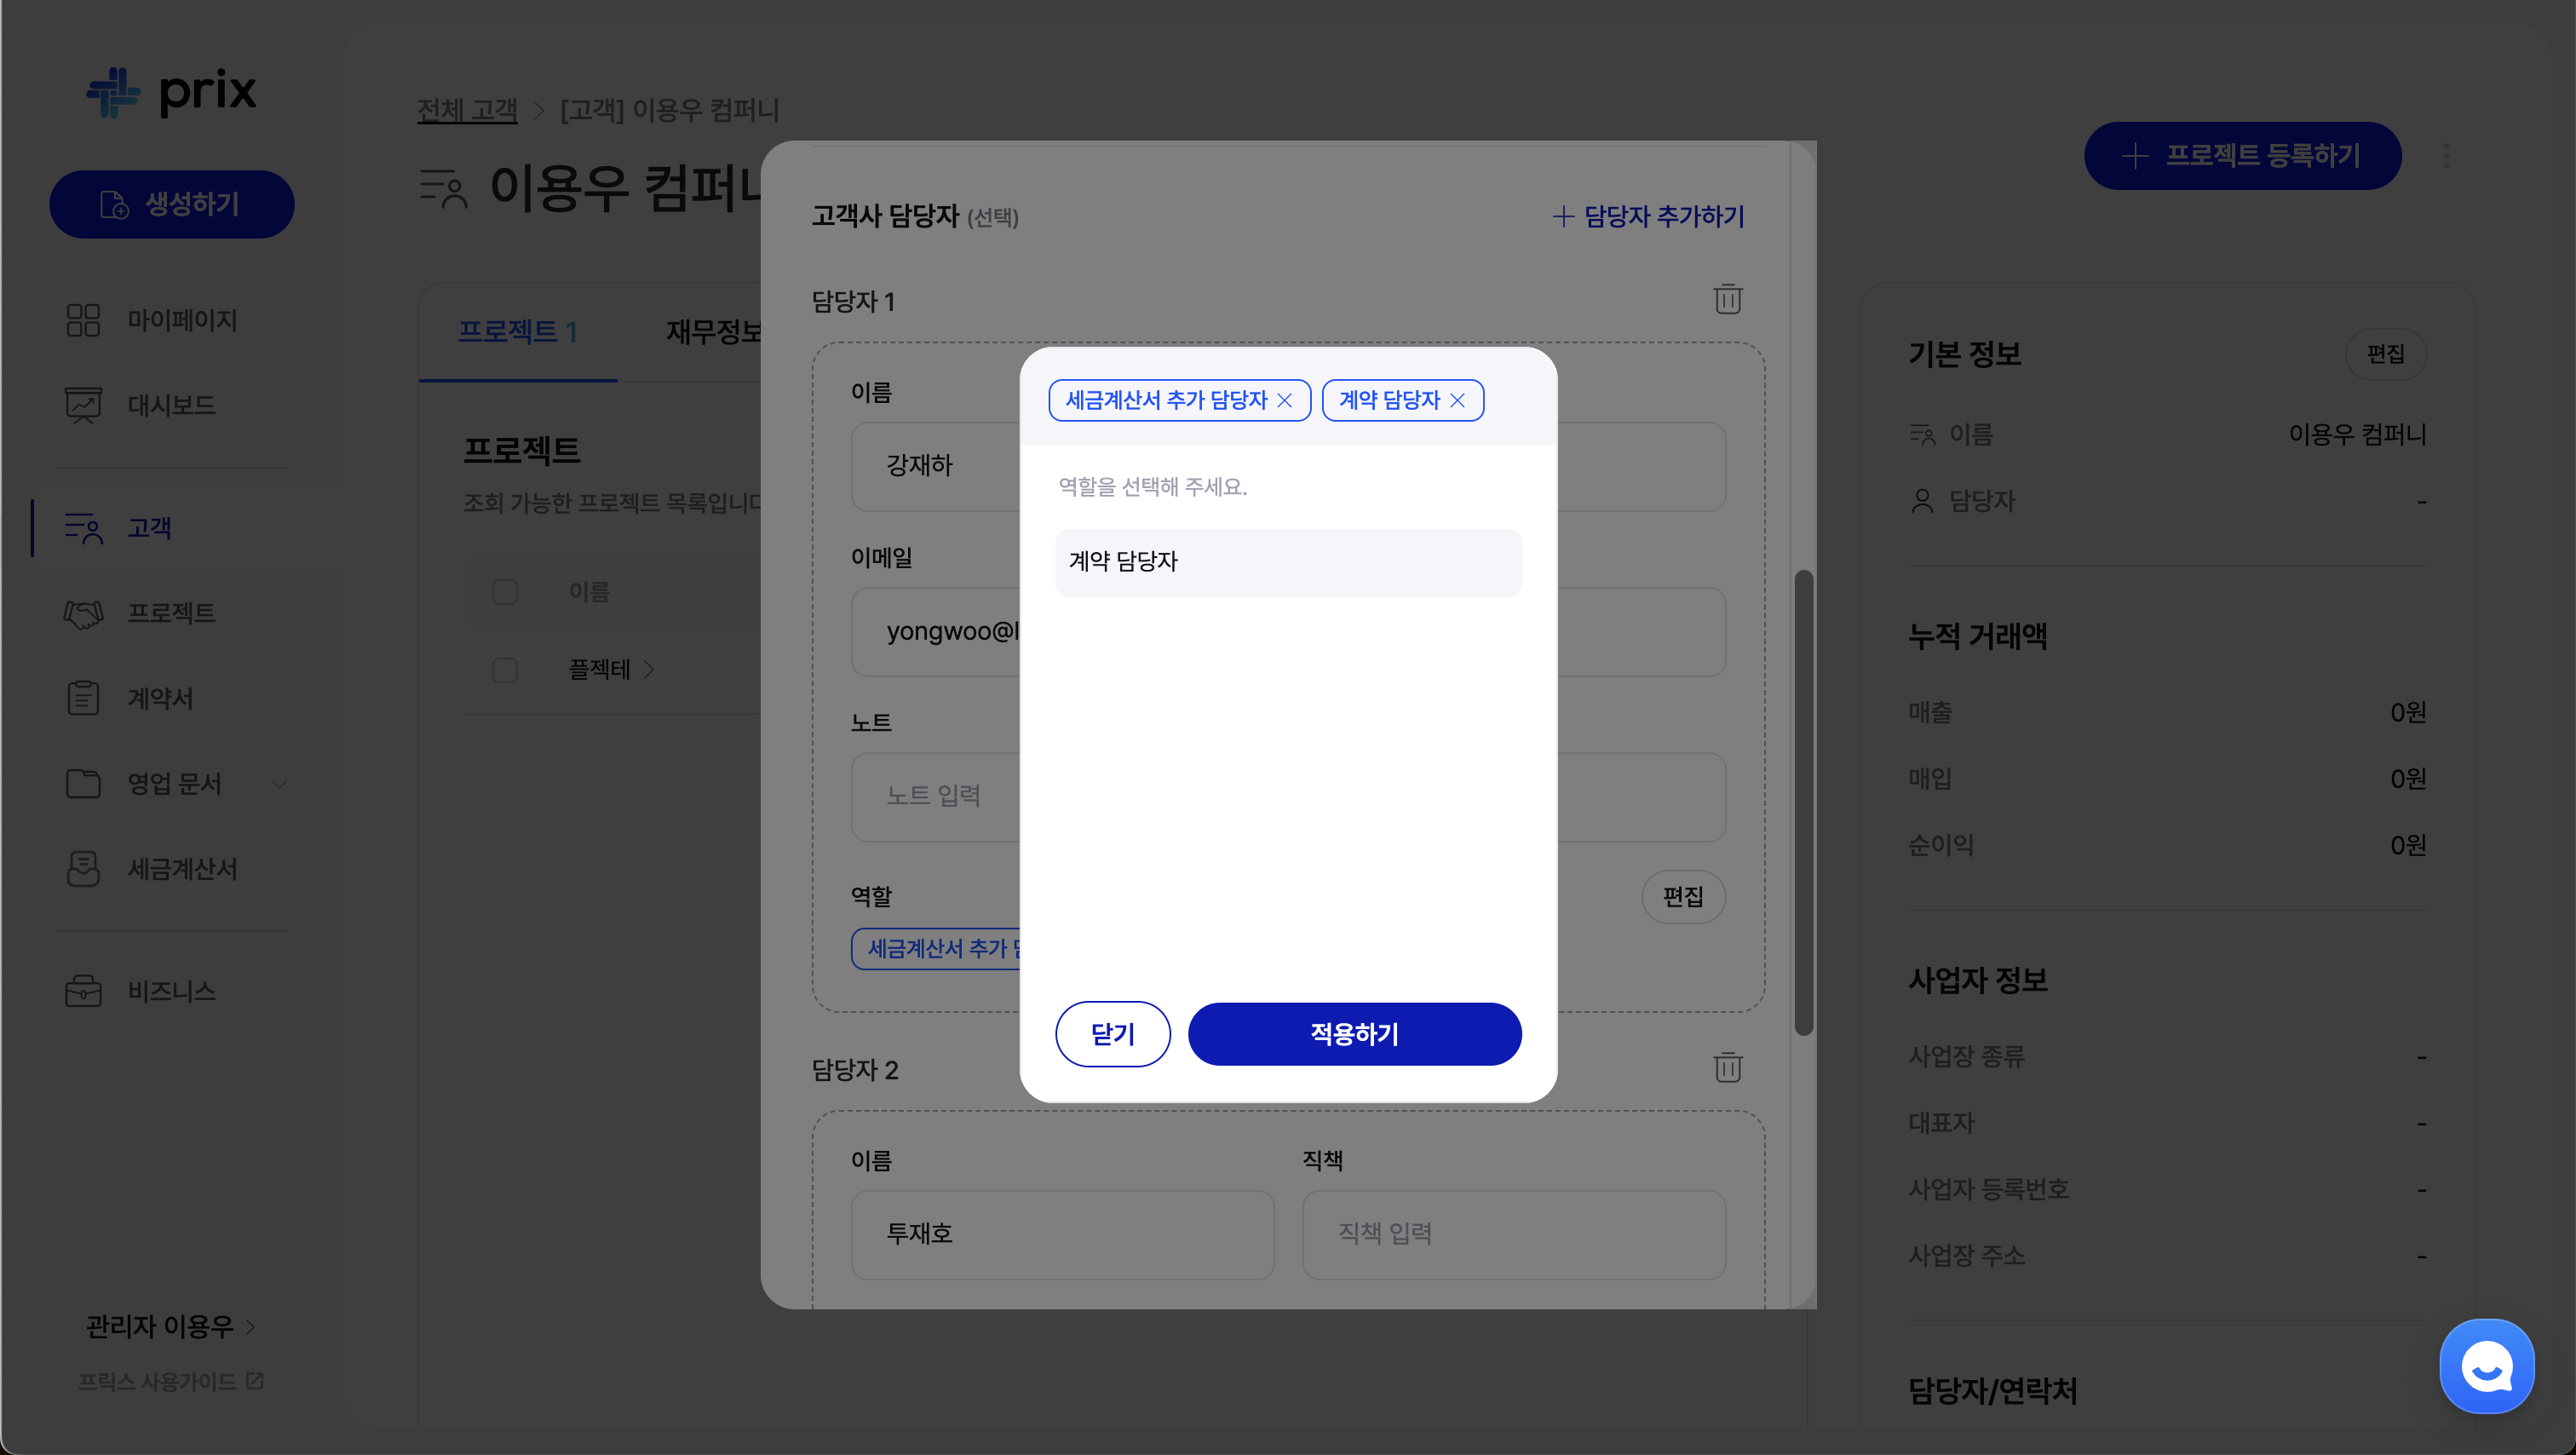 prix
생성하기
마이페이지
대시보드
고객
프로젝트
계약서
영업 문서
세금계산서
비즈니스
관리자 이용우
프릭스 사용가이드
전체 고객 > [고객] 이용우 컴퍼니
이용우 컴퍼니
프로젝트 등록하기
프로젝트 1
재무정보
프로젝트
조회 가능한 프로젝트 목록입니다
이름
플젝테
고객사 담당자 (선택)
담당자 추가하기
담당자 1
이름
강재하
이메일
yongwoo@l
노트
노트 입력
역할
편집
세금계산서 추가
담당자 2
이름
직책
투재호
직책 입력
세금계산서 추가 담당자
계약 담당자
역할을 선택해 주세요.
계약 담당자
닫기
적용하기
기본 정보
편집
이름
이용우 컴퍼니
담당자
-
누적 거래액
매출
0원
매입
0원
순이익
0원
사업자 정보
사업장 종류
-
대표자
-
사업자 등록번호
-
사업장 주소
-
담당자/연락처